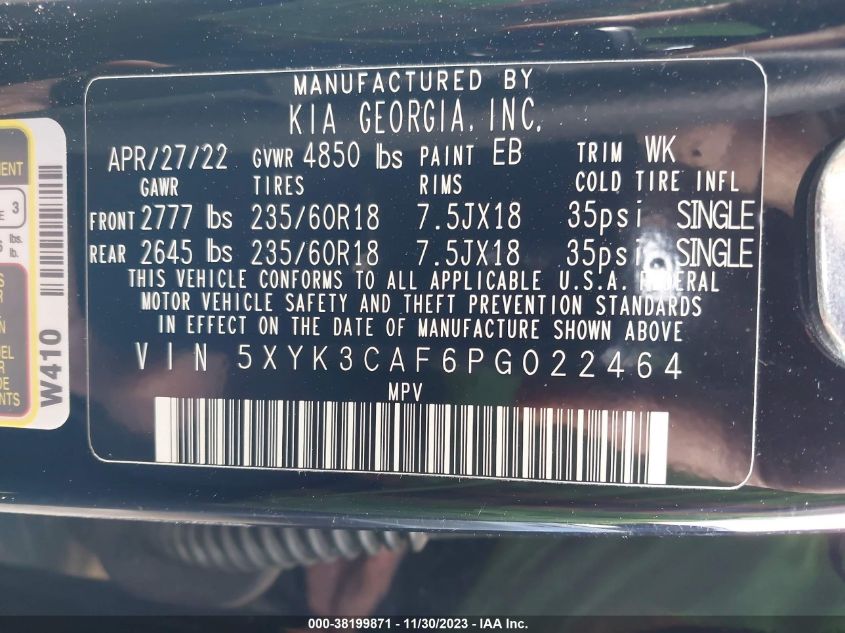 MANUFACTURED BY
KIA GEORGIA, INC.
APR/27/22 GVWR 4850 lbs PAINT EB TRIM WK
GAWR TIRES RIMS COLD TIRE INFL
FRONT 2777 lbs 235/60R18 7.5JX18 35psi SINGLE
REAR 2645 lbs 235/60R18 7.5JX18 35psi SINGLE
THIS VEHICLE CONFORMS TO ALL APPLICABLE U.S.A. FEDERAL
MOTOR VEHICLE SAFETY AND THEFT PREVENTION STANDARDS
IN EFFECT ON THE DATE OF MANUFACTURE SHOWN ABOVE
VIN 5XYK3CAF6PG022464
MPV
W410
3
lbs.
lb.
000-38199871 — 11/30/2023 — IAA Inc.